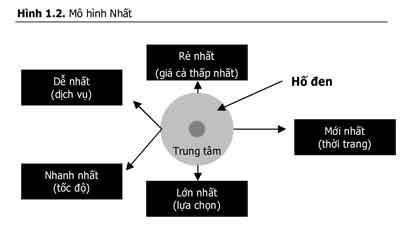 Hình 1.2. Mô hình Nhất
Rẻ nhất
(giá cả thấp nhất)
Dễ nhất
(dịch vụ)
Hố đen
Mới nhất
(thời trang)
Trung tâm
Nhanh nhất
(tốc độ)
Lớn nhất
(lựa chọn)